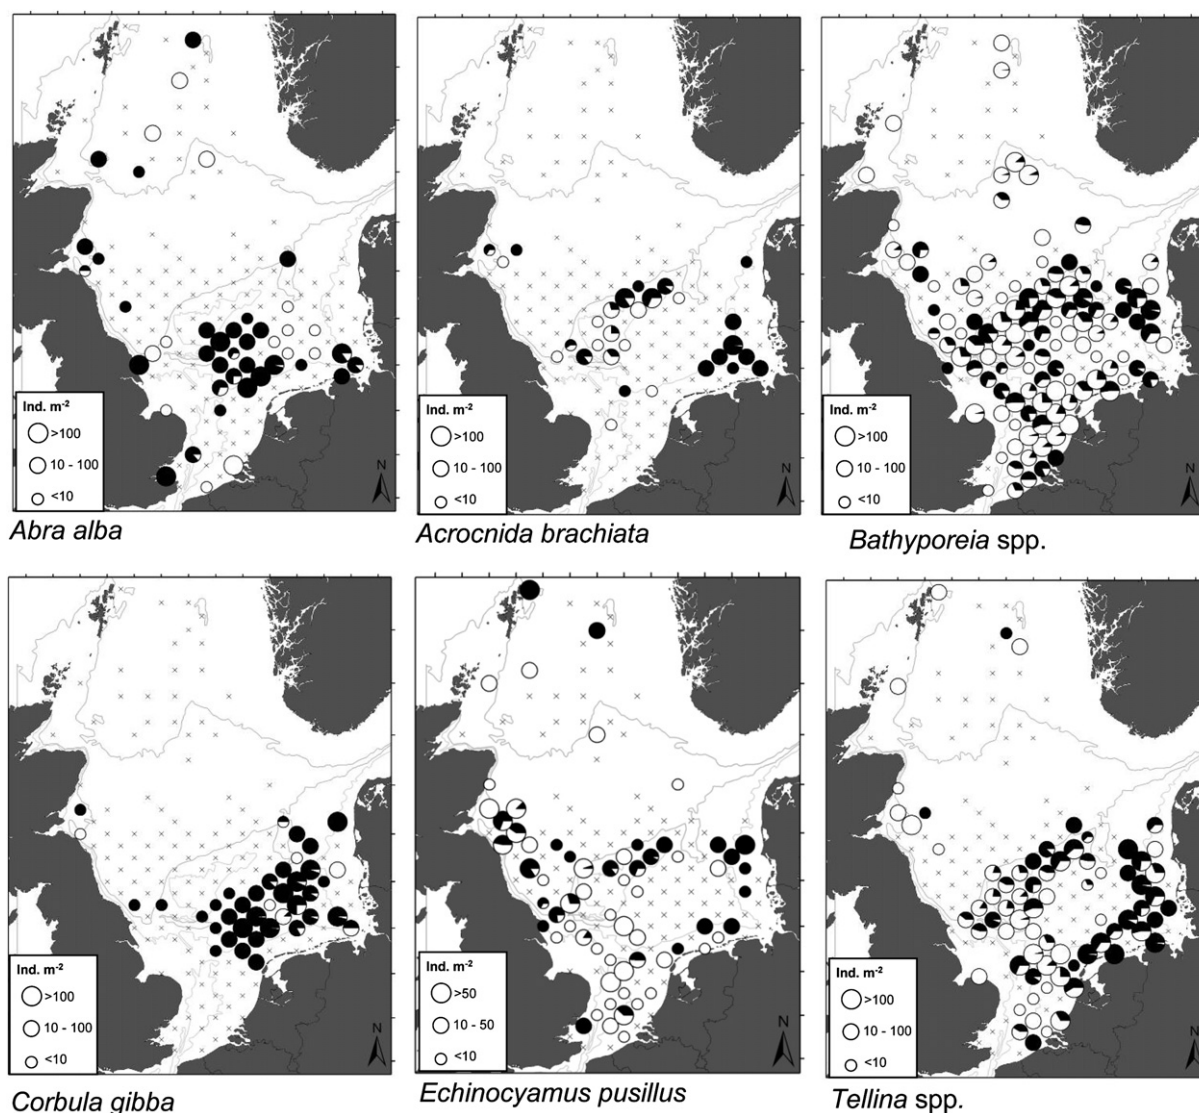 Ind. m-2
>100
10 - 100
<10
N
Abra alba
Ind. m-2
>100
10 - 100
<10
N
Acrocnida brachiata
Ind. m-2
>100
10 - 100
<10
N
Bathyporeia spp.
Ind. m-2
>100
10 - 100
<10
N
Corbula gibba
Ind. m-2
>50
10 - 50
<10
N
Echinocyamus pusillus
Ind. m-2
>100
10 - 100
<10
N
Tellina spp.